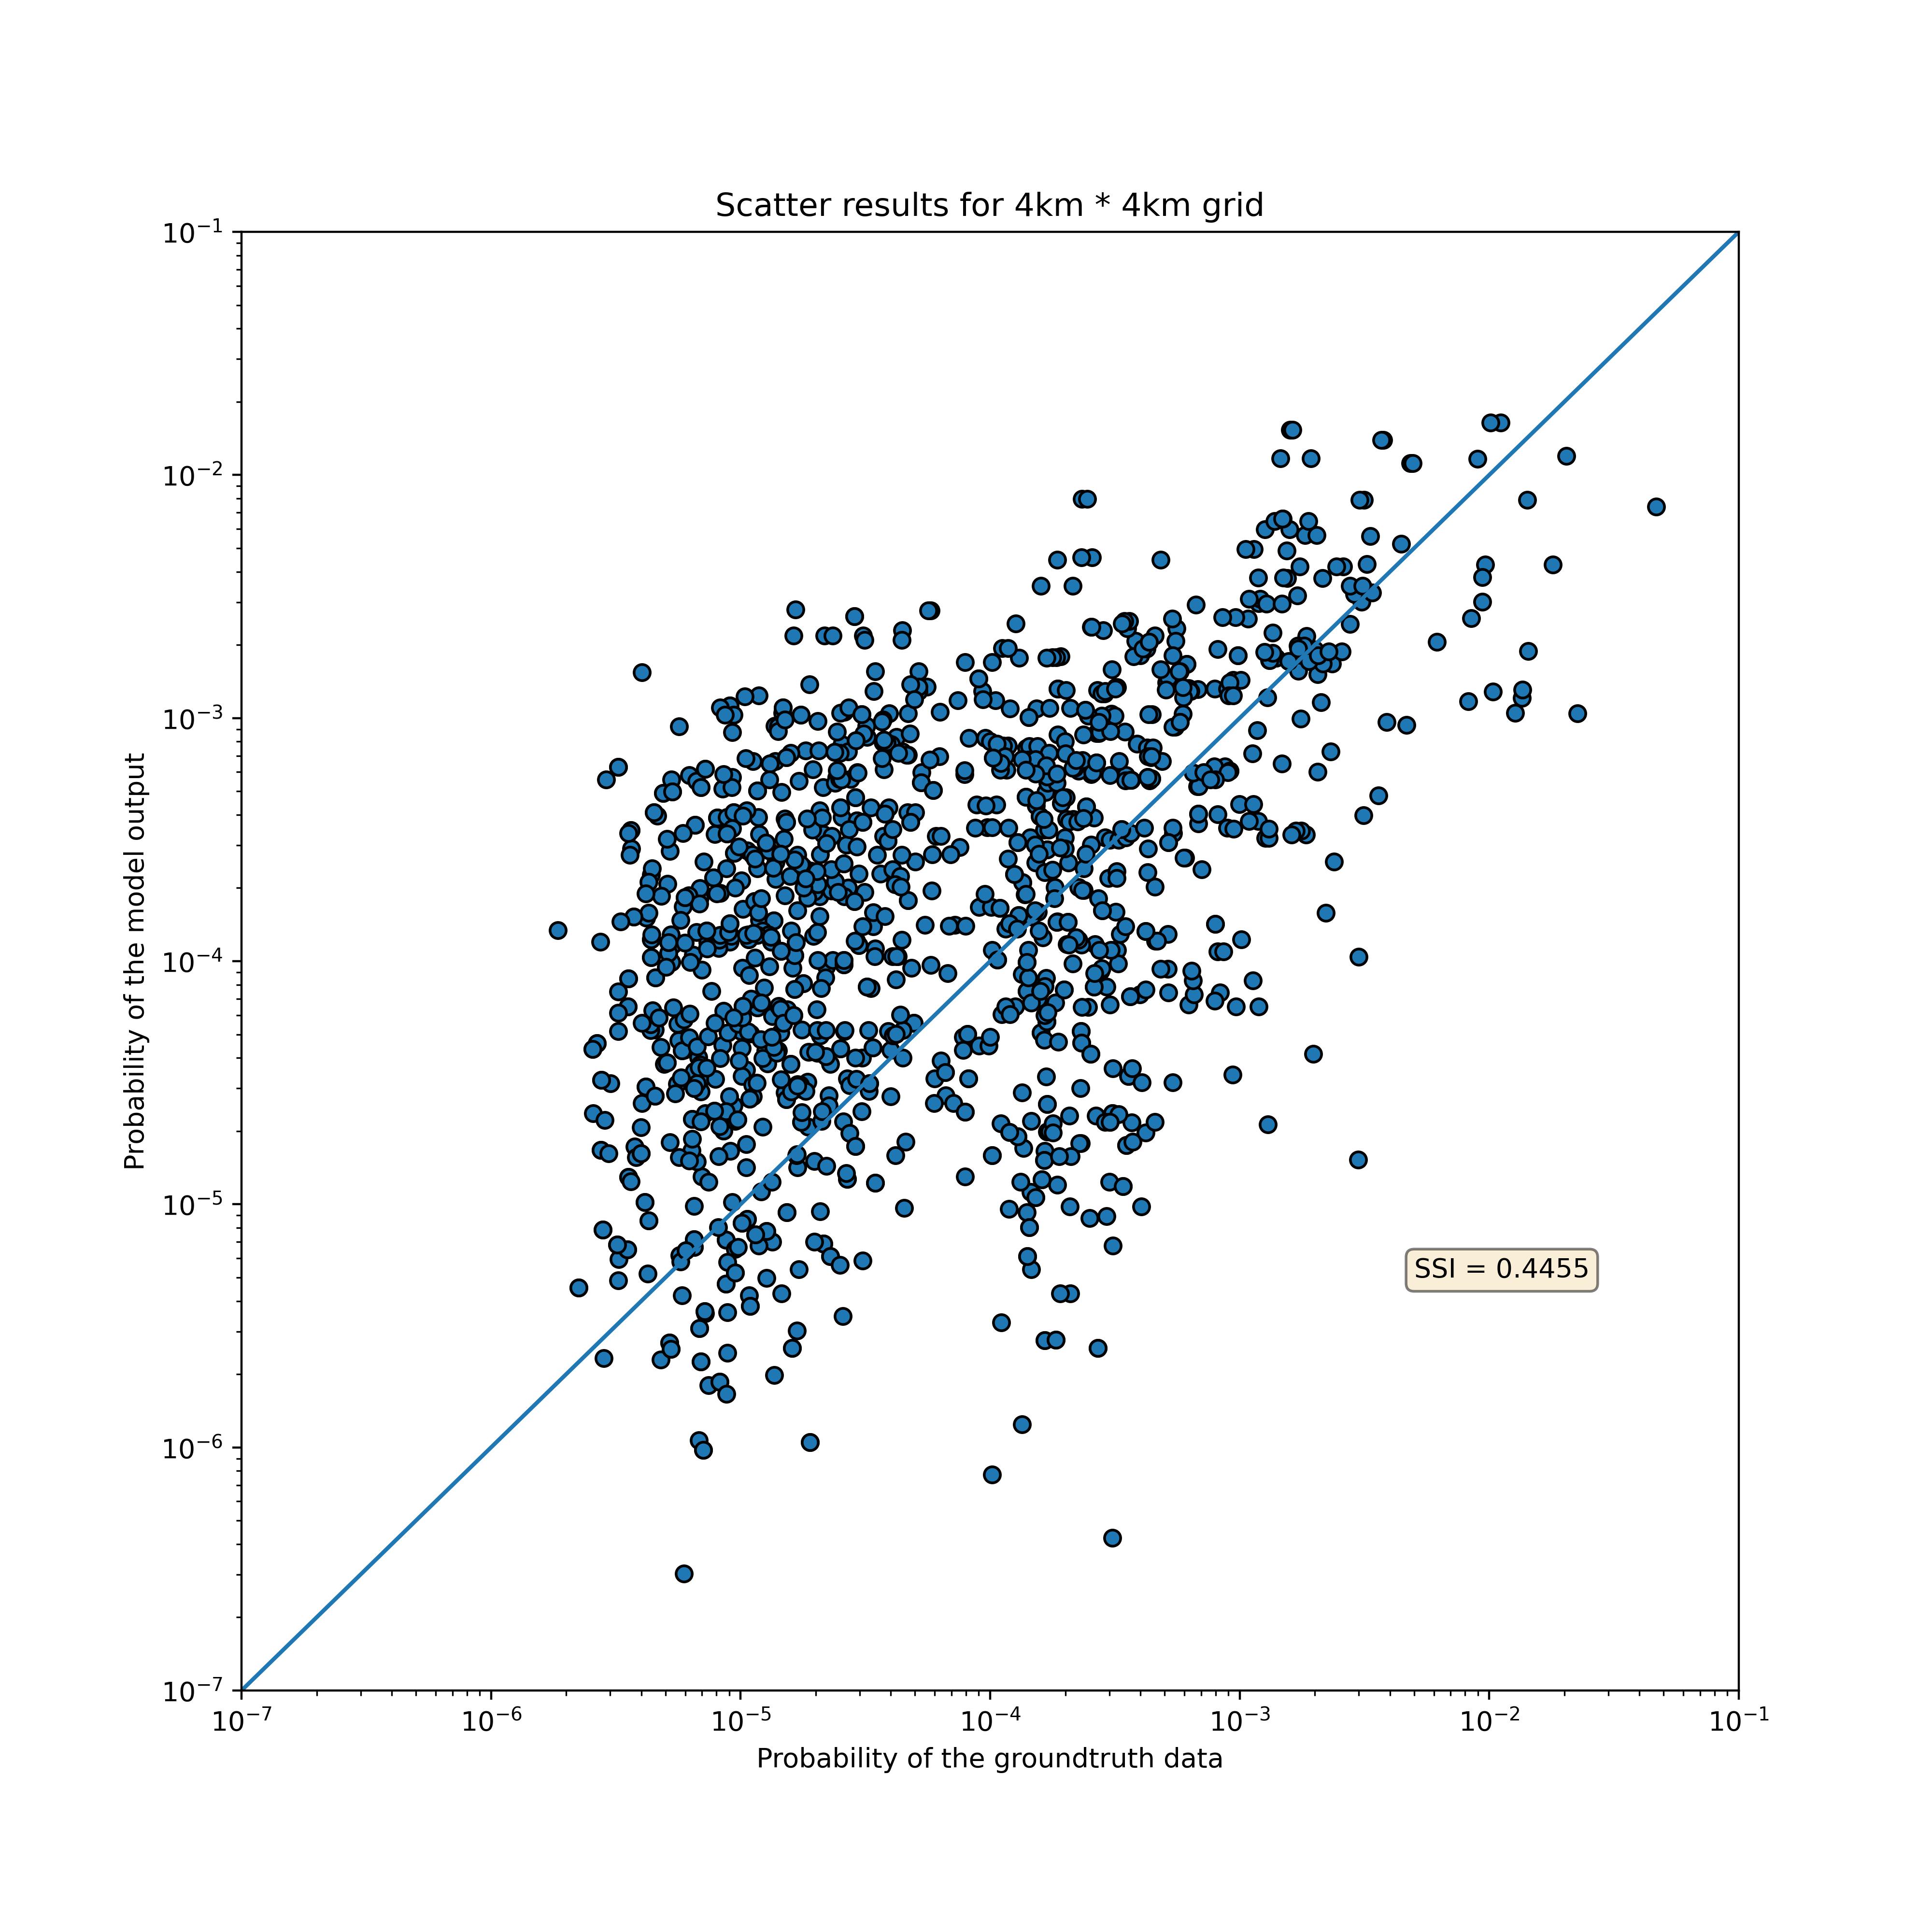 Scatter results for 4km * 4km grid
10⁻¹
10⁻²
10⁻³
10⁻⁴
10⁻⁵
10⁻⁶
10⁻⁷
Probability of the model output
SSI = 0.4455
10⁻⁷ 10⁻⁶ 10⁻⁵ 10⁻⁴ 10⁻³ 10⁻² 10⁻¹
Probability of the groundtruth data